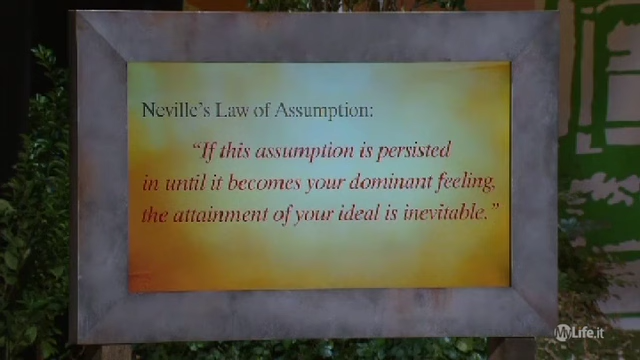 Neville's Law of Assumption:
"If this assumption is persisted
in until it becomes your dominant feeling,
the attainment of your ideal is inevitable."
MyLife.it